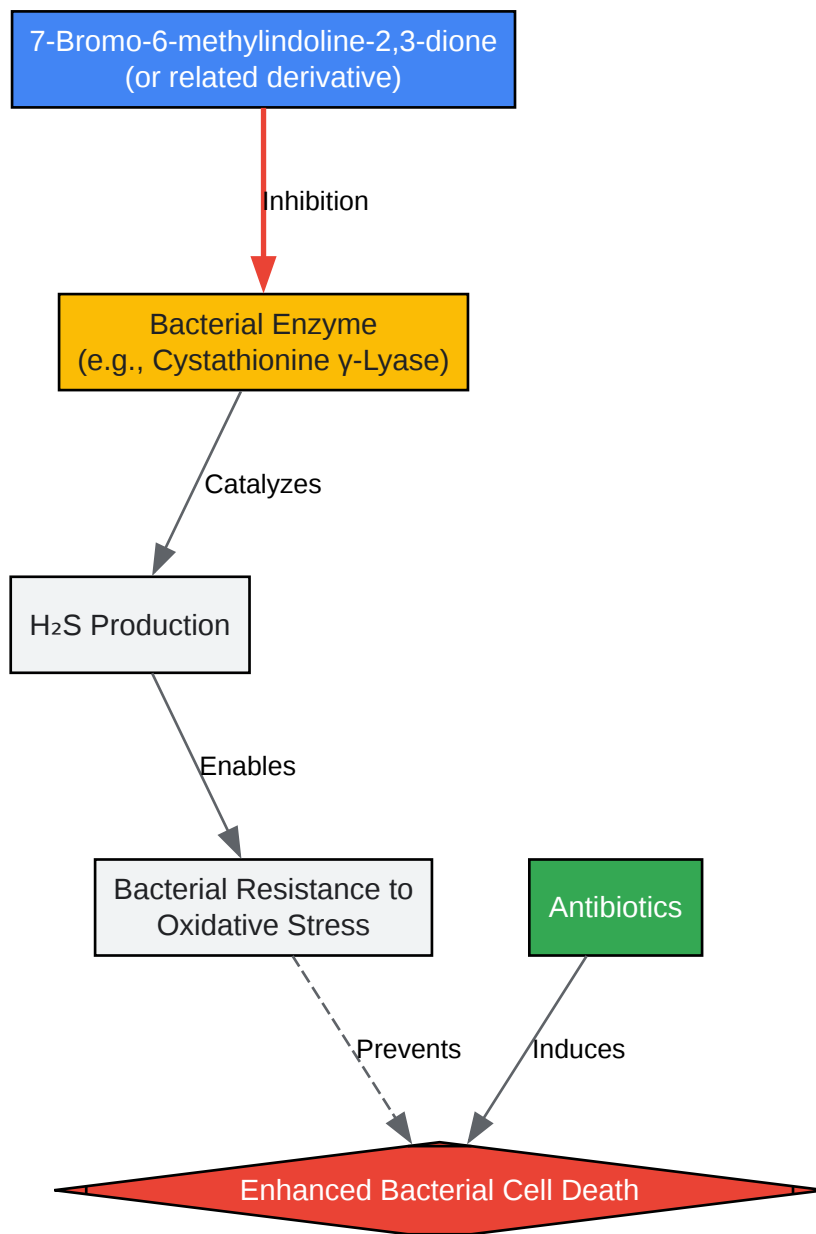 7-Bromo-6-methylindoline-2,3-dione
(or related derivative)
Inhibition
Bacterial Enzyme
(e.g., Cystathionine γ-Lyase)
Catalyzes
H₂S Production
Enables
Bacterial Resistance to
Oxidative Stress
Antibiotics
Prevents
Induces
Enhanced Bacterial Cell Death